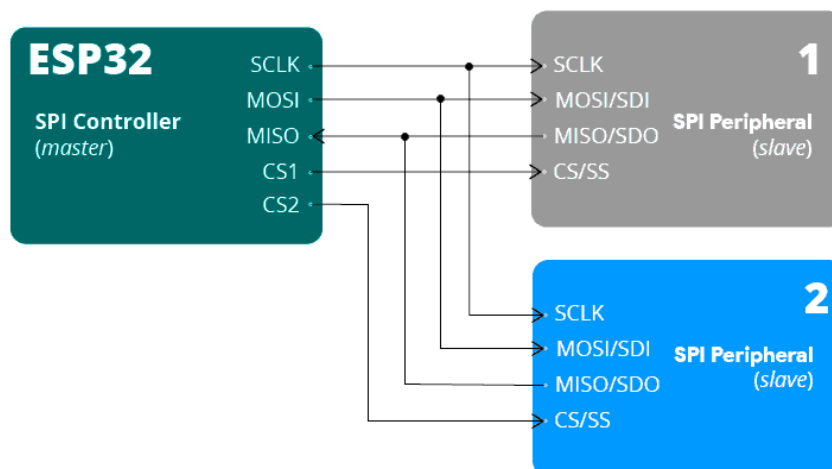 ESP32
SPI Controller
(master)
SCLK
MOSI
MISO
CS1
CS2
1
SPI Peripheral
(slave)
SCLK
MOSI/SDI
MISO/SDO
CS/SS
2
SPI Peripheral
(slave)
SCLK
MOSI/SDI
MISO/SDO
CS/SS